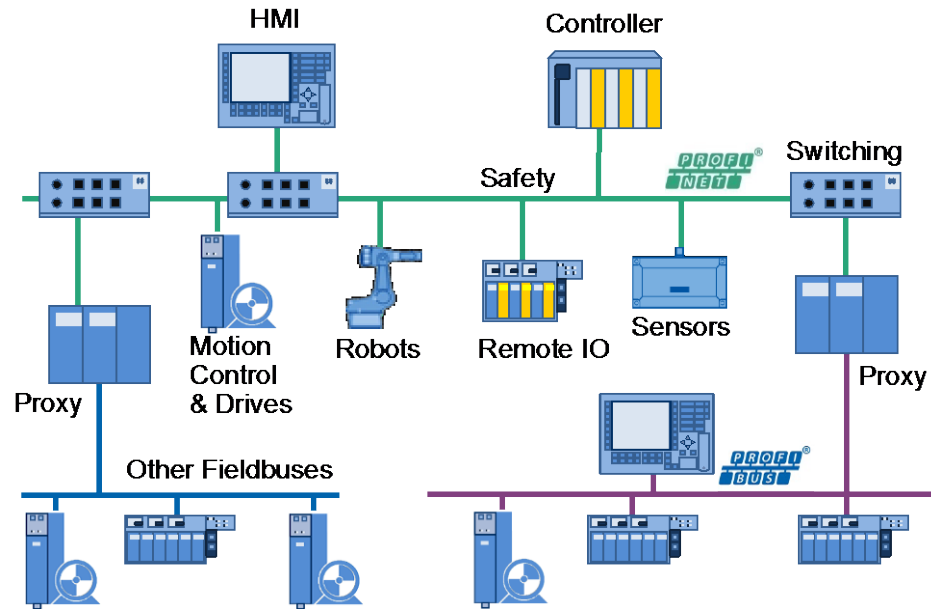 HMI
Controller
PROFI®
NET
Switching
Safety
Motion
Control
& Drives
Robots
Remote IO
Sensors
Proxy
Proxy
Other Fieldbuses
PROFI®
BUS